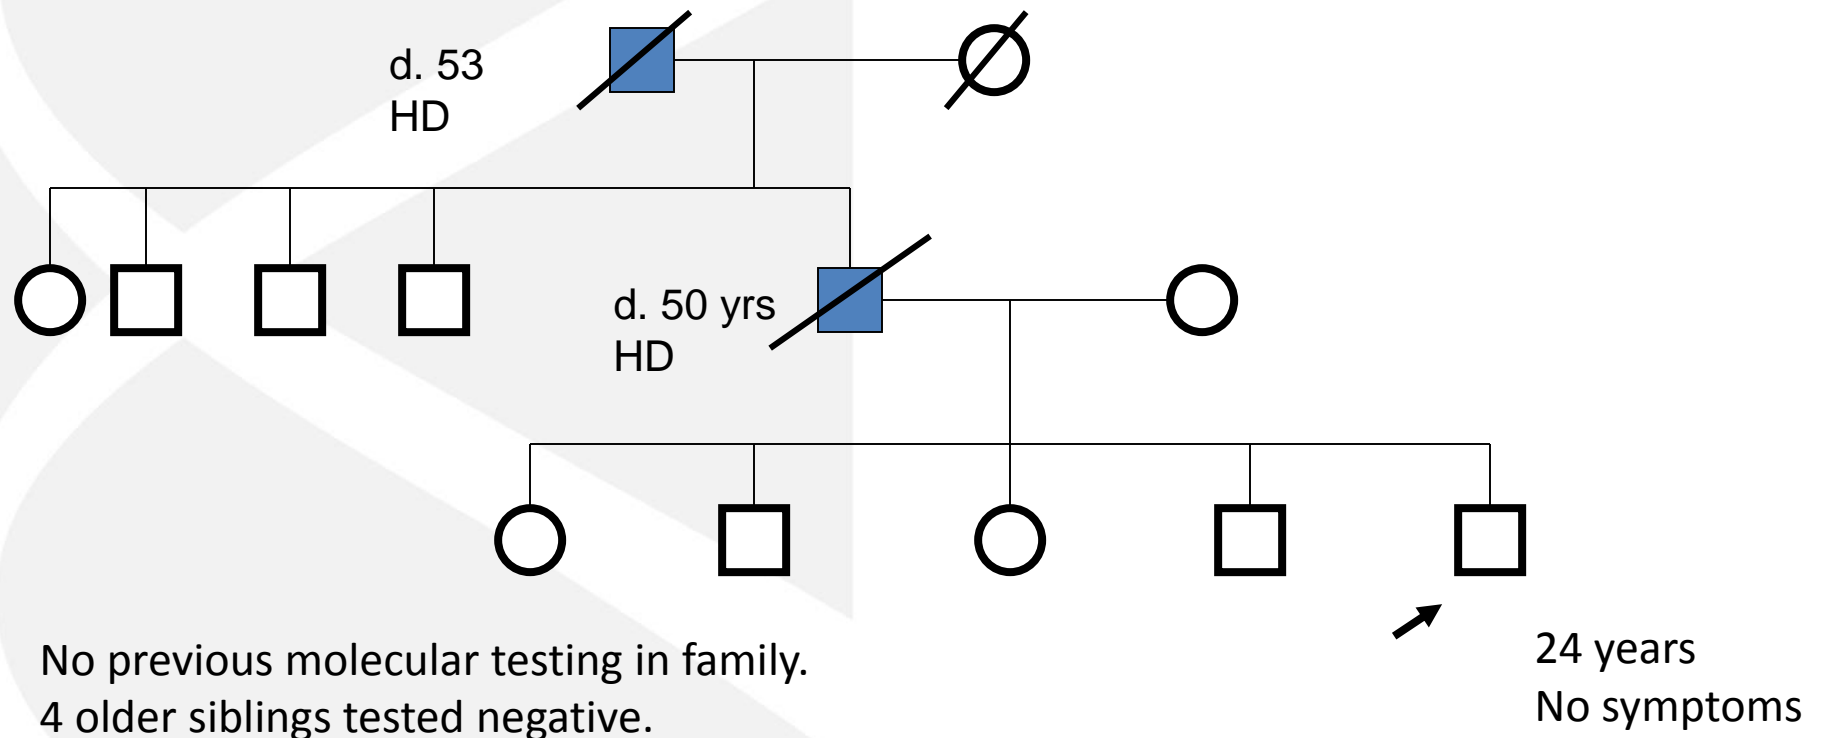 d. 53
HD
d. 50 yrs
HD
No previous molecular testing in family.
4 older siblings tested negative.
24 years
No symptoms